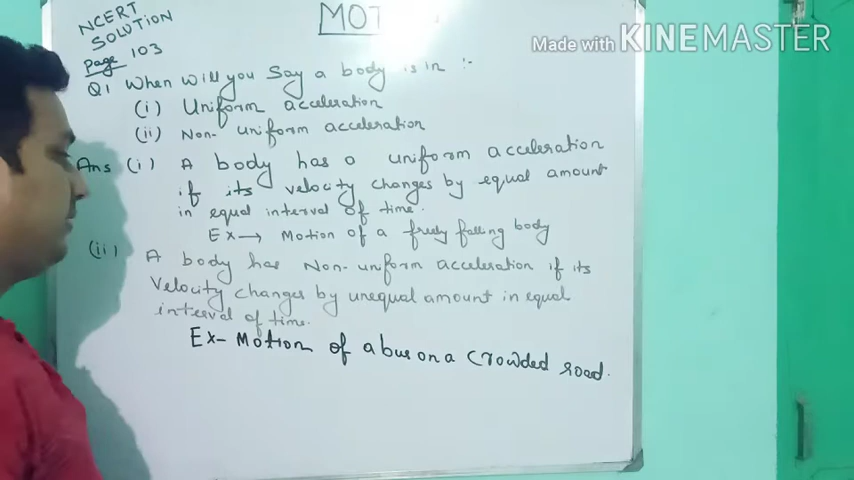 MOT
Made with KINEMASTER
NCERT
SOLUTION
page 103
Q1 When will you say a body is in :-
(i) Uniform acceleration
(ii) Non-uniform acceleration
Ans (i) A body has a uniform acceleration
if its velocity changes by equal amount
in equal interval of time.
Ex→ Motion of a freely falling body
(ii) A body has Non-uniform acceleration if its
Velocity changes by unequal amount in equal
interval of time.
Ex- Motion of a bus on a Crowded road.